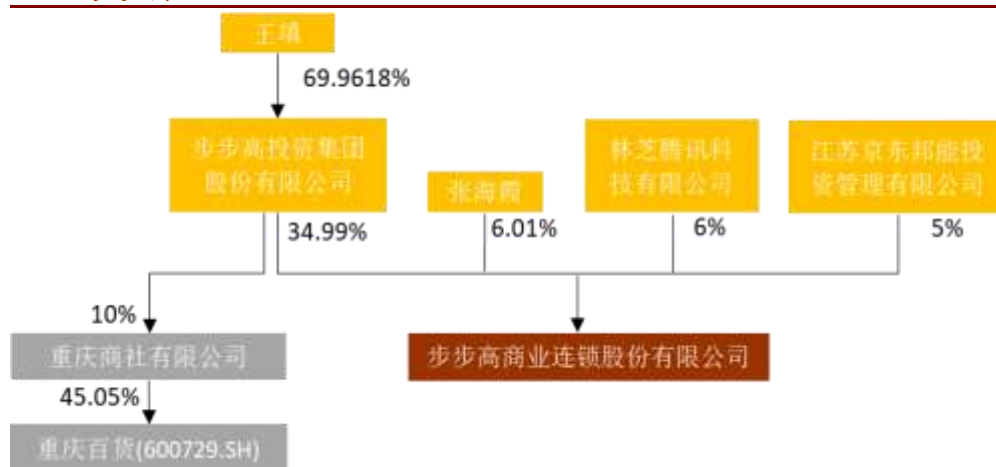 王填
69.9618%
步步高投资集团
股份有限公司
张海霞
林芝腾讯科
技有限公司
江苏京东邦能投
资管理有限公司
34.99%
6.01%
6%
5%
10%
重庆商社有限公司
步步高商业连锁股份有限公司
45.05%
重庆百货(600729.SH)